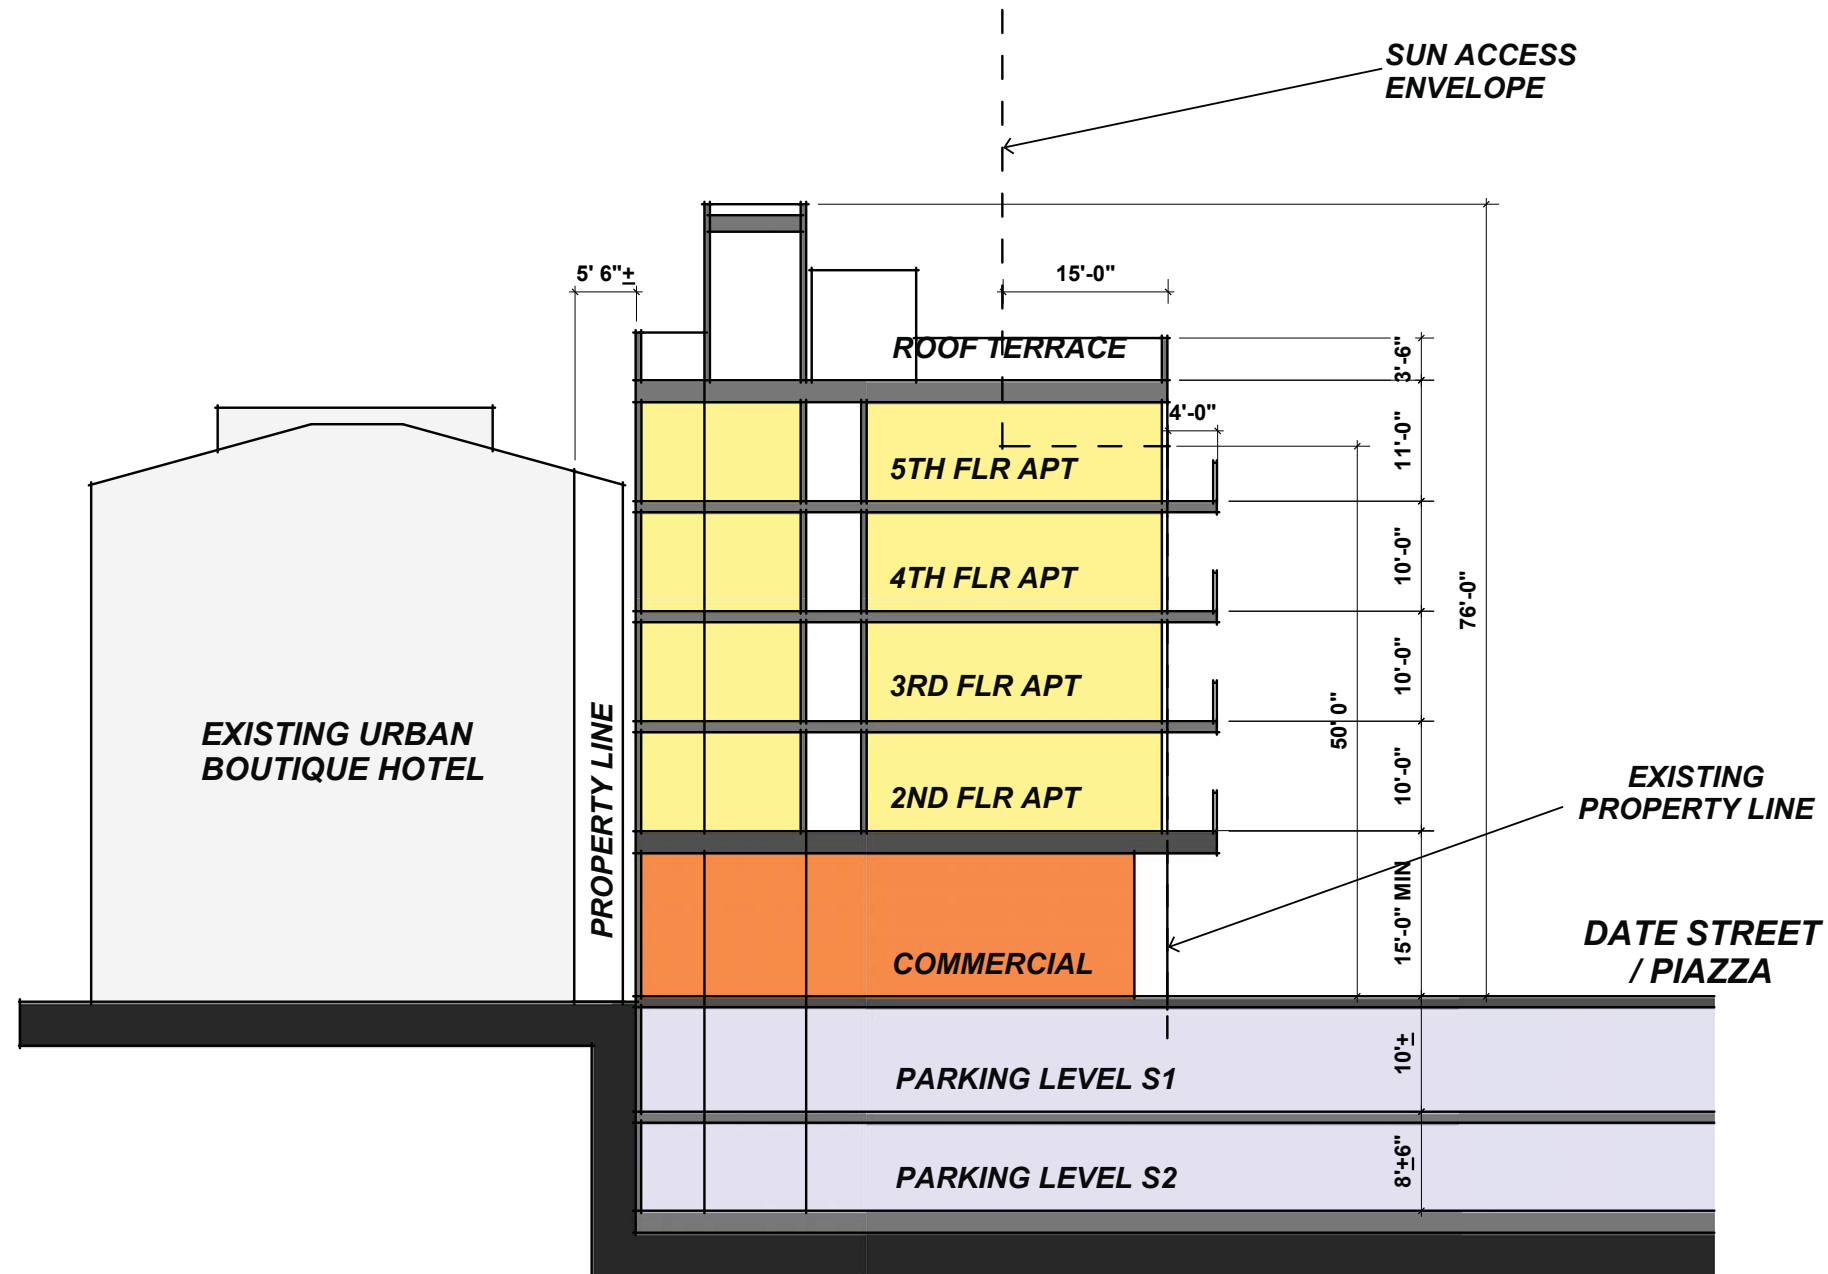 SUN ACCESS
ENVELOPE
5' 6"±
15'-0"
ROOF TERRACE
3'-6"
4'-0"
11'-0"
5TH FLR APT
10'-0"
4TH FLR APT
76'-0"
10'-0"
3RD FLR APT
50' 0"
EXISTING URBAN
BOUTIQUE HOTEL
PROPERTY LINE
10'-0"
2ND FLR APT
EXISTING
PROPERTY LINE
15'-0" MIN
COMMERCIAL
DATE STREET
/ PIAZZA
10'±
PARKING LEVEL S1
8'±6"
PARKING LEVEL S2